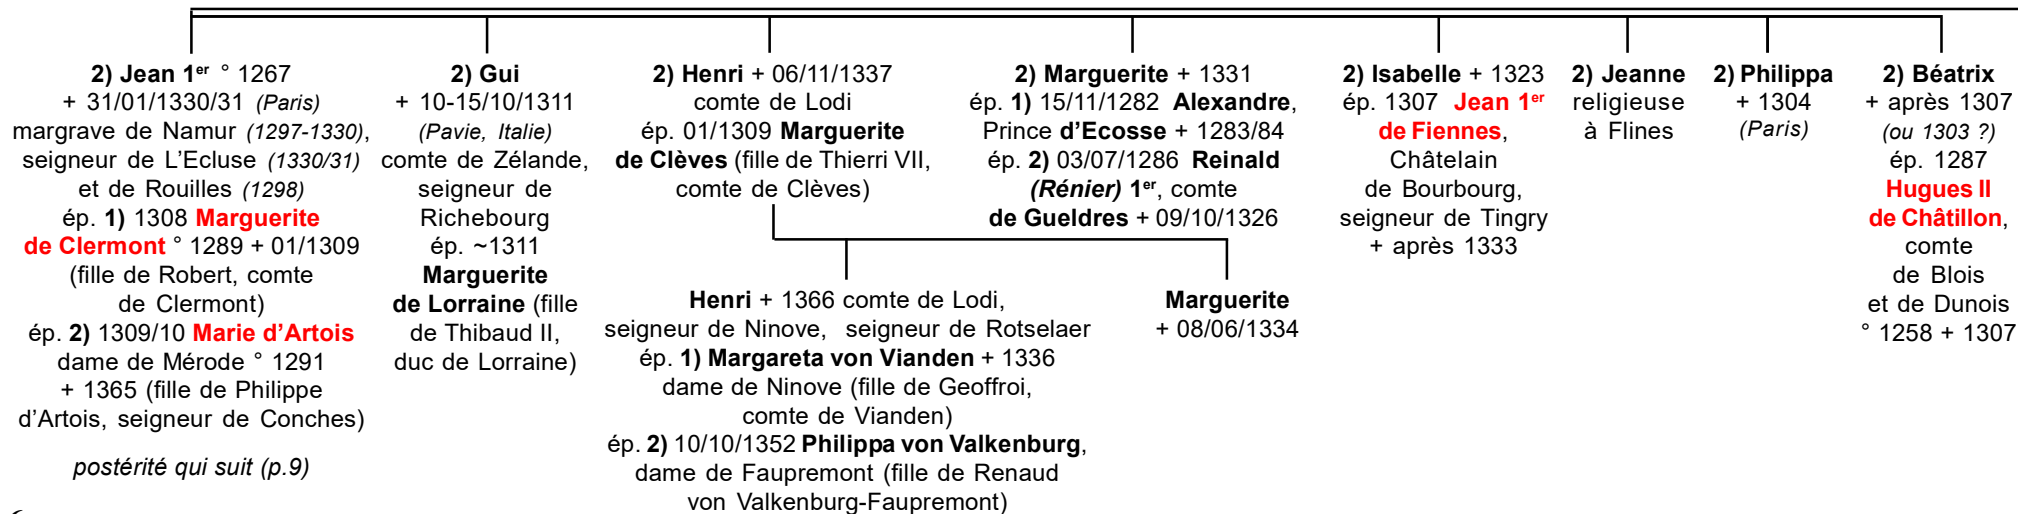 2) Jean 1er ° 1267
+ 31/01/1330/31 (Paris)
margrave de Namur (1297-1330),
seigneur de L'Ecluse (1330/31)
et de Rouilles (1298)
ép. 1) 1308 Marguerite
de Clermont ° 1289 + 01/1309
(fille de Robert, comte
de Clermont)
ép. 2) 1309/10 Marie d'Artois
dame de Mérode ° 1291
+ 1365 (fille de Philippe
d'Artois, seigneur de Conches)
postérité qui suit (p.9)
2) Gui
+ 10-15/10/1311
(Pavie, Italie)
comte de Zélande,
seigneur de
Richebourg
ép. ~1311
Marguerite
de Lorraine (fille
de Thibaud II,
duc de Lorraine)
2) Henri + 06/11/1337
comte de Lodi
ép. 01/1309 Marguerite
de Clèves (fille de Thierri VII,
comte de Clèves)
Henri + 1366 comte de Lodi,
seigneur de Ninove, seigneur de Rotselaer
ép. 1) Margareta von Vianden + 1336
dame de Ninove (fille de Geoffroi,
comte de Vianden)
ép. 2) 10/10/1352 Philippa von Valkenburg,
dame de Faupremont (fille de Renaud
von Valkenburg-Faupremont)
Marguerite
+ 08/06/1334
2) Marguerite + 1331
ép. 1) 15/11/1282 Alexandre,
Prince d'Ecosse + 1283/84
ép. 2) 03/07/1286 Reinald
(Rénier) 1er, comte
de Gueldres + 09/10/1326
2) Isabelle + 1323
ép. 1307 Jean 1er
de Fiennes,
Châtelain
de Bourbourg,
seigneur de Tingry
+ après 1333
2) Jeanne
religieuse
à Flines
2) Philippa
+ 1304
(Paris)
2) Béatrix
+ après 1307
(ou 1303 ?)
ép. 1287
Hugues II
de Châtillon,
comte
de Blois
et de Dunois
° 1258 + 1307